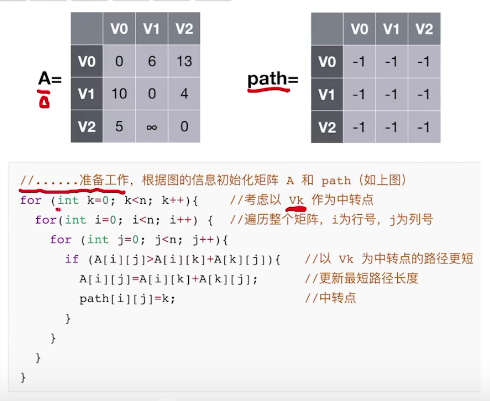 V0 V1 V2
V0 0 6 13
A= V1 10 0 4
V2 5 ∞ 0
V0 V1 V2
V0 -1 -1 -1
path= V1 -1 -1 -1
V2 -1 -1 -1
//......准备工作，根据图的信息初始化矩阵 A 和 path（如上图）
for (int k=0; k<n; k++){ //考虑以 Vk 作为中转点
for(int i=0; i<n; i++) { //遍历整个矩阵，i为行号，j为列号
for (int j=0; j<n; j++){
if (A[i][j]>A[i][k]+A[k][j]){ //以 Vk 为中转点的路径更短
A[i][j]=A[i][k]+A[k][j]; //更新最短路径长度
path[i][j]=k; //中转点
}
}
}
}